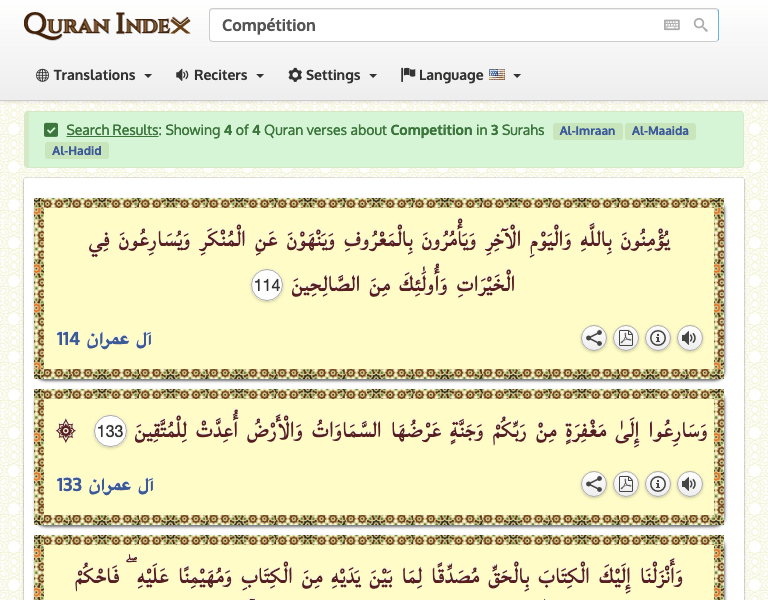 QURAN INDEX
Compétition
Translations Reciters Settings Language
Search Results: Showing 4 of 4 Quran verses about Competition in 3 Surahs Al-Imraan Al-Maaida
Al-Hadid
يُؤْمِنُونَ بِاللَّهِ وَالْيَوْمِ الْآخِرِ وَيَأْمُرُونَ بِالْمَعْرُوفِ وَيَنْهَوْنَ عَنِ الْمُنْكَرِ وَيُسَارِعُونَ فِي
الْخَيْرَاتِ وَأُولَٰئِكَ مِنَ الصَّالِحِينَ 114
آل عمران 114
وَسَارِعُوا إِلَىٰ مَغْفِرَةٍ مِنْ رَبِّكُمْ وَجَنَّةٍ عَرْضُهَا السَّمَاوَاتُ وَالْأَرْضُ أُعِدَّتْ لِلْمُتَّقِينَ 133 ۞
آل عمران 133
وَأَنْزَلْنَا إِلَيْكَ الْكِتَابَ بِالْحَقِّ مُصَدِّقًا لِمَا بَيْنَ يَدَيْهِ مِنَ الْكِتَابِ وَمُهَيْمِنًا عَلَيْهِ ۖ فَاحْكُمْ